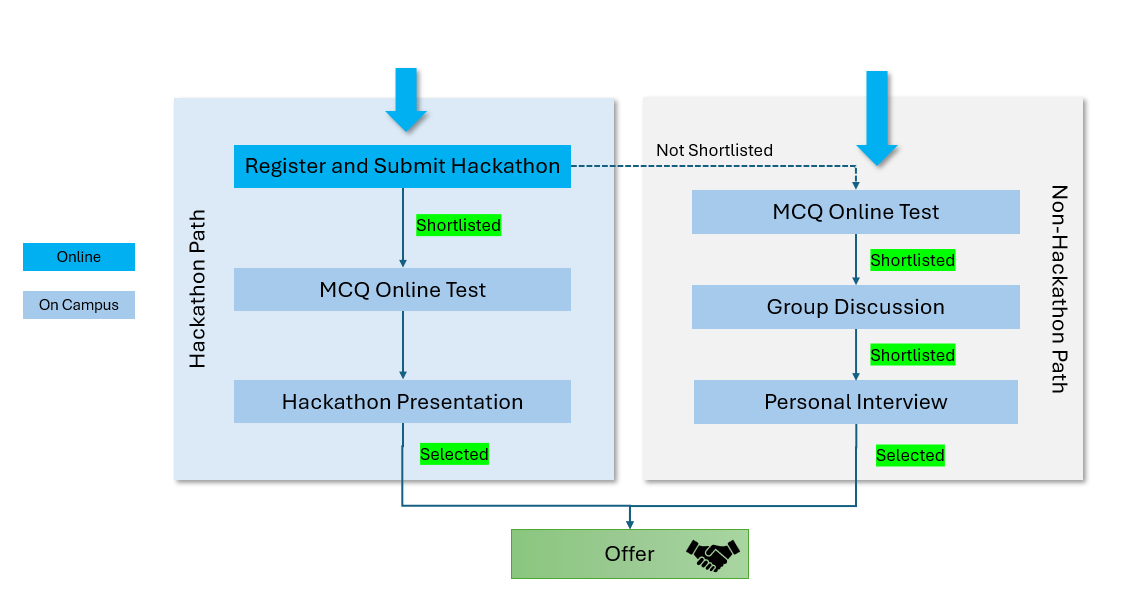 Online
On Campus
Hackathon Path
Register and Submit Hackathon
Shortlisted
MCQ Online Test
Hackathon Presentation
Selected
Not Shortlisted
MCQ Online Test
Shortlisted
Group Discussion
Shortlisted
Personal Interview
Selected
Non-Hackathon Path
Offer